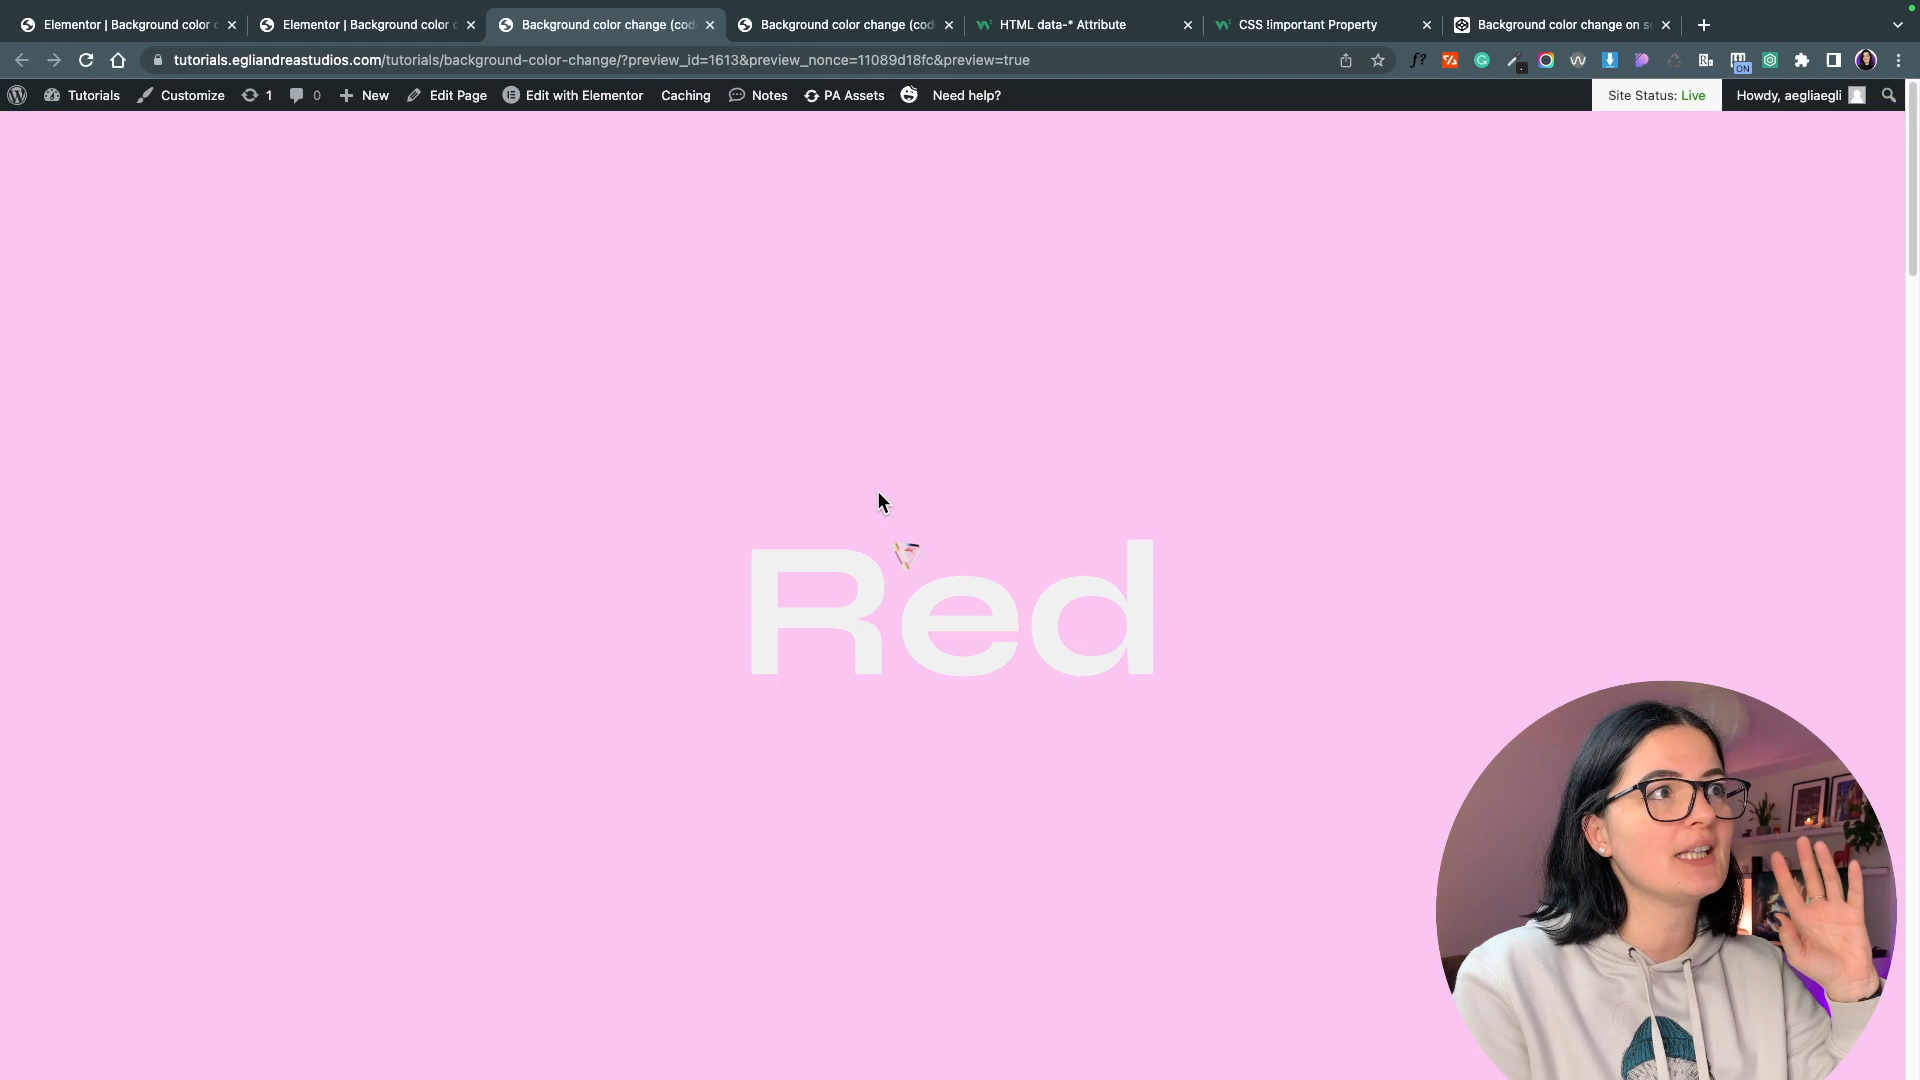 Elementor | Background color c
Elementor | Background color c
Background color change (cod
Background color change (cod
HTML data-* Attribute
CSS !important Property
Background color change on s
tutorials.egliandreastudios.com/tutorials/background-color-change/?preview_id=1613&preview_nonce=11089d18fc&preview=true
f?
ON
Tutorials
Customize
1
0
New
Edit Page
Edit with Elementor
Caching
Notes
PA Assets
Need help?
Site Status: Live
Howdy, aegliaegli
Red